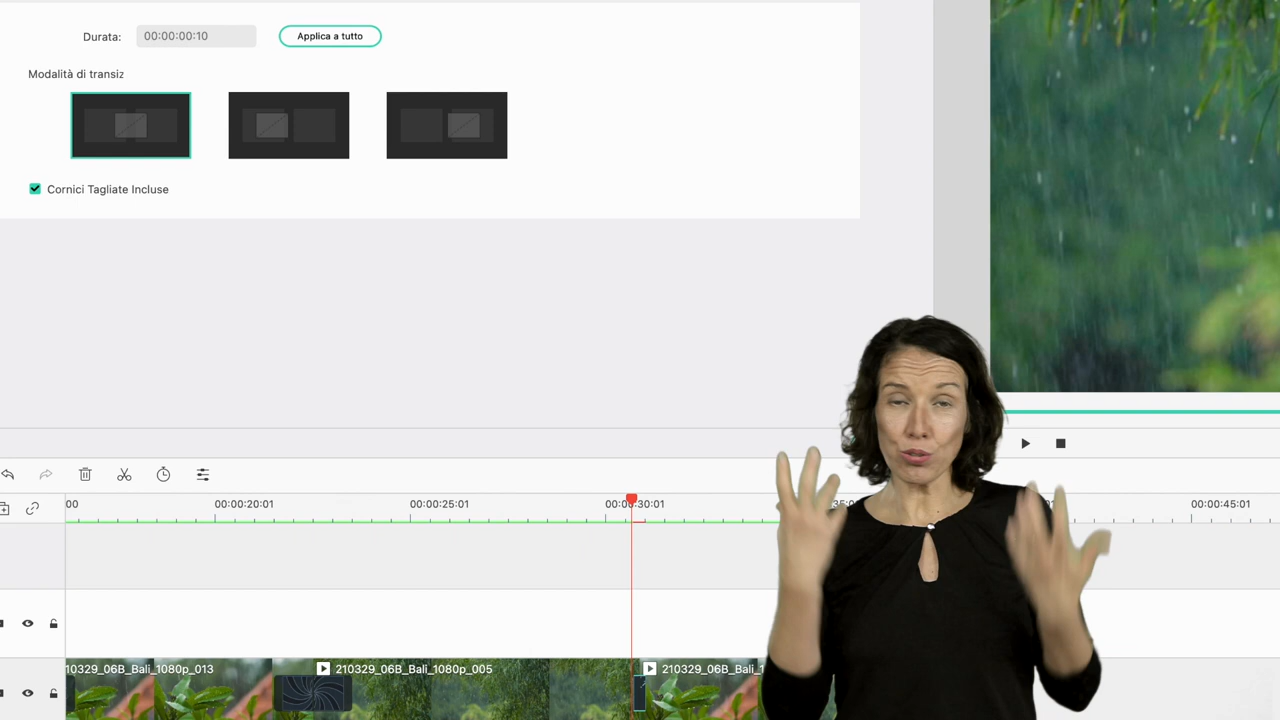 Durata: 00:00:00:10 Applica a tutto
Modalità di transiz
Cornici Tagliate Incluse
00 00:00:20:01 00:00:25:01 00:00:30:01 00:00:45:01
10329_06B_Bali_1080p_013 210329_06B_Bali_1080p_005 210329_06B_Bali_1